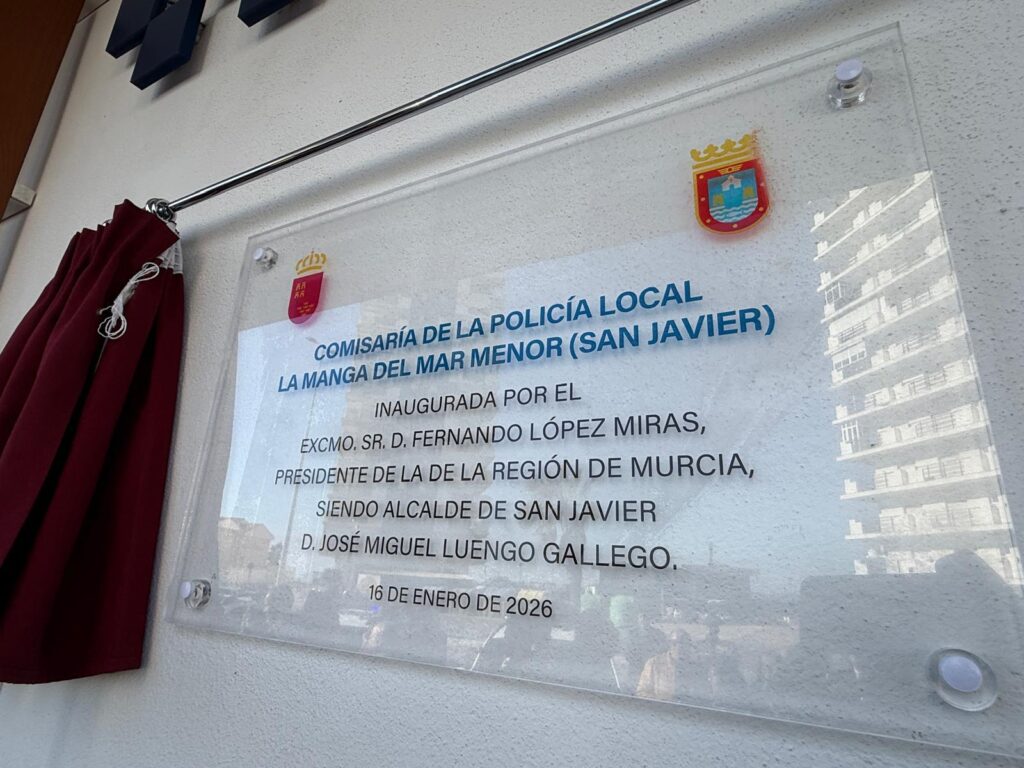 COMISARÍA DE LA POLICÍA LOCAL
LA MANGA DEL MAR MENOR (SAN JAVIER)
INAUGURADA POR EL
EXCMO. SR. D. FERNANDO LÓPEZ MIRAS,
PRESIDENTE DE LA DE LA REGIÓN DE MURCIA,
SIENDO ALCALDE DE SAN JAVIER
D. JOSÉ MIGUEL LUENGO GALLEGO.
16 DE ENERO DE 2026